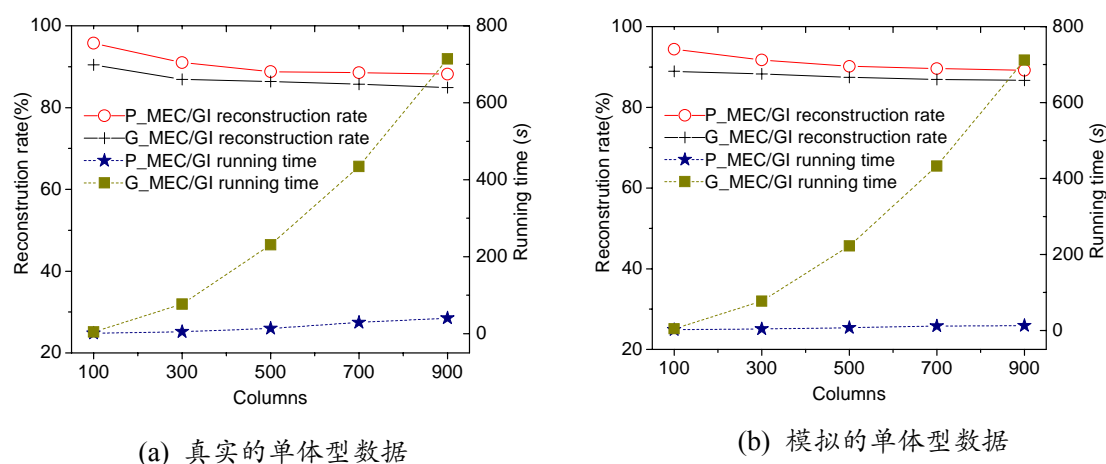 100
80
60
40
20
Reconstrution rate(%)
800
600
400
200
0
Running time (s)
P_MEC/GI reconstruction rate
G_MEC/GI reconstruction rate
P_MEC/GI running time
G_MEC/GI running time
100 300 500 700 900
Columns
(a) 真实的单体型数据
100
80
60
40
20
Reconstrution rate(%)
800
600
400
200
0
Running time (s)
P_MEC/GI reconstruction rate
G_MEC/GI reconstruction rate
P_MEC/GI running time
G_MEC/GI running time
100 300 500 700 900
Columns
(b) 模拟的单体型数据